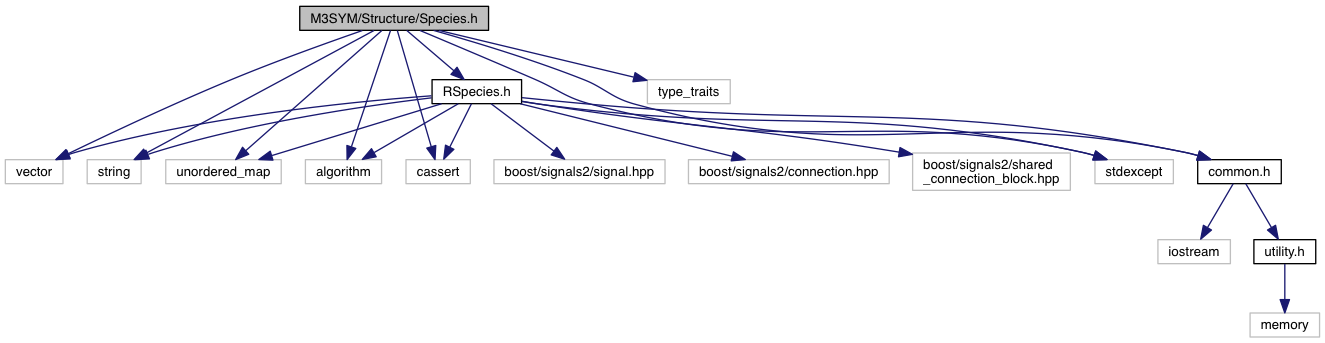 M3SYM/Structure/Species.h
RSpecies.h
type_traits
vector
string
unordered_map
algorithm
cassert
boost/signals2/signal.hpp
boost/signals2/connection.hpp
boost/signals2/shared
_connection_block.hpp
stdexcept
common.h
iostream
utility.h
memory